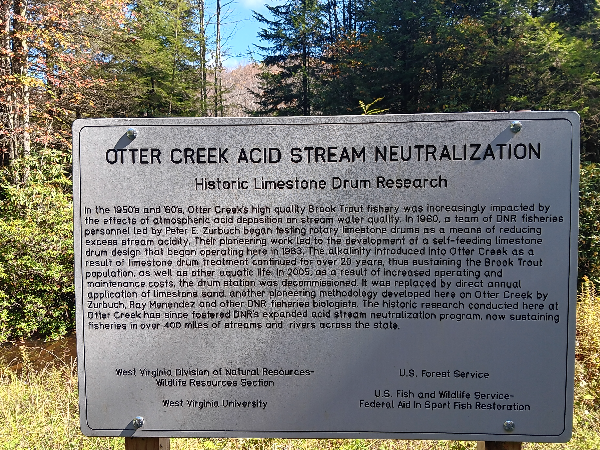 OTTER CREEK ACID STREAM NEUTRALIZATION
Historic Limestone Drum Research
In the 1950's and '60's, Otter Creek's high quality Brook Trout fishery was increasingly impacted by
the effects of atmospheric acid deposition on stream water quality. In 1960, a team of DNR fisheries
personnel led by Peter E. Zurbuch began testing rotary limestone drums as a means of reducing
excess stream acidity. Their pioneering work led to the development of a self-feeding limestone
drum design that began operating here in 1983. The alkalinity introduced into Otter Creek as a
result of limestone drum treatment continued for over 20 years, thus sustaining the Brook Trout
population, as well as other aquatic life. In 2005, as a result of increased operating and
maintenance costs, the drum station was decommissioned. It was replaced by direct annual
application of limestone sand, another pioneering methodology developed here on Otter Creek by
Zurbuch, Ray Menendez and other DNR fisheries biologists. The historic research conducted here at
Otter Creek has since fostered DNR's expanded acid stream neutralization program, now sustaining
fisheries in over 400 miles of streams and rivers across the state.
West Virginia Division of Natural Resources-
Wildlife Resources Section
West Virginia University
U.S. Forest Service
U.S. Fish and Wildlife Service-
Federal Aid in Sport Fish Restoration